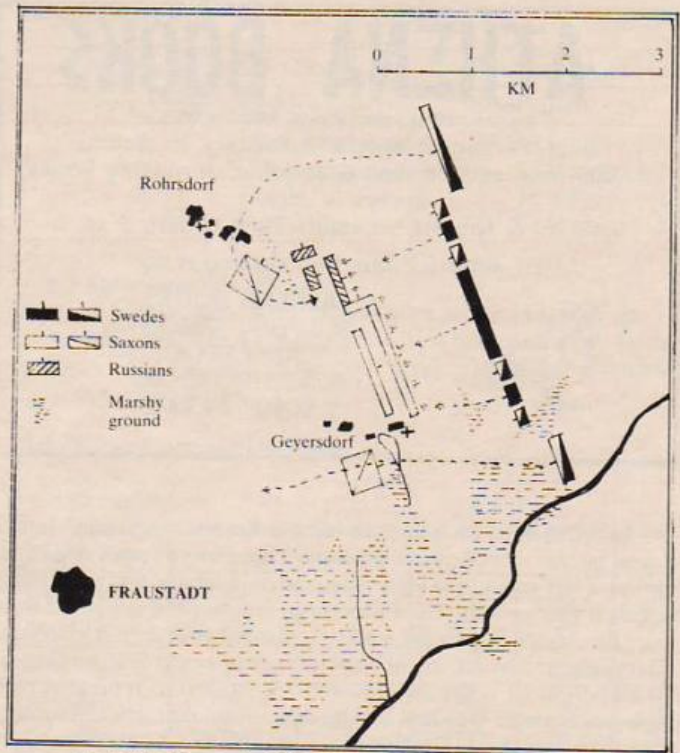 0 1 2 3
KM
Rohrsdorf
Swedes
Saxons
Russians
Marshy
ground
Geyersdorf
FRAUSTADT